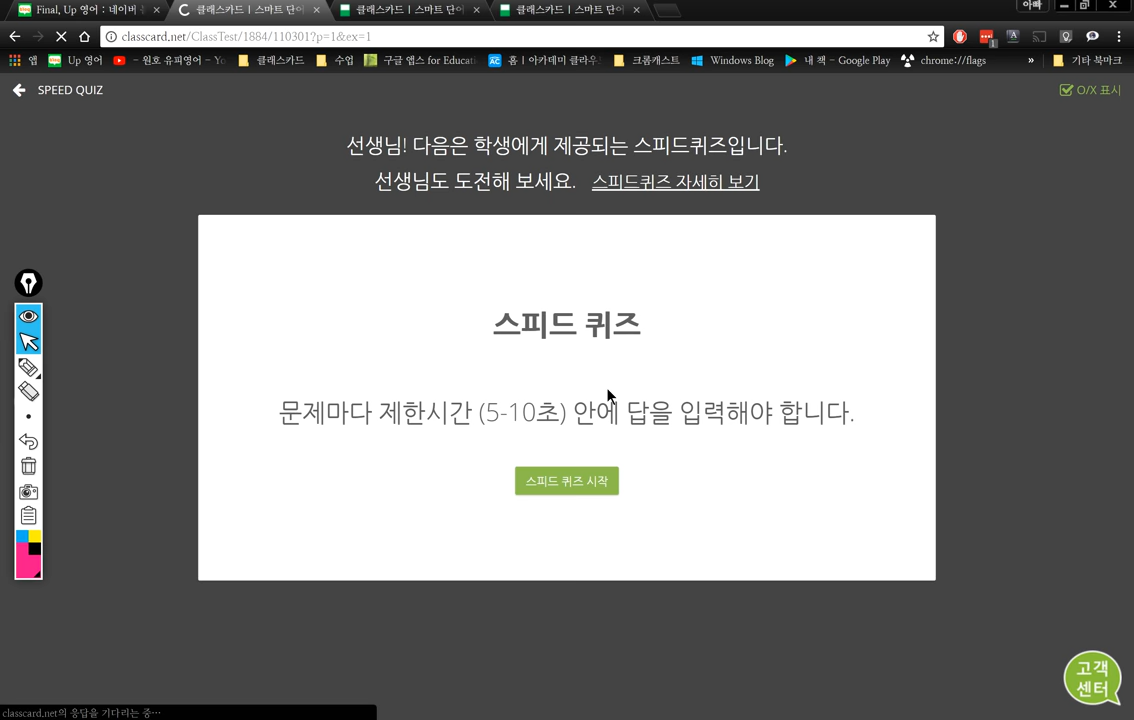 Final, Up 영어 : 네이버
클래스카드 | 스마트 단어
클래스카드 | 스마트 단어
클래스카드 | 스마트 단어
아빠
classcard.net/ClassTest/1884/110301?p=1&ex=1
앱
Up 영어
- 원호 유피영어 - Yo
클래스카드
수업
구글 앱스 for Educati
홈 | 아카데미 클라우
크롬캐스트
Windows Blog
내 책 - Google Play
chrome://flags
»
기타 북마크
SPEED QUIZ
O/X 표시
선생님! 다음은 학생에게 제공되는 스피드퀴즈입니다.
선생님도 도전해 보세요. 스피드퀴즈 자세히 보기
스피드 퀴즈
문제마다 제한시간 (5-10초) 안에 답을 입력해야 합니다.
스피드 퀴즈 시작
고객
센터
classcard.net의 응답을 기다리는 중…